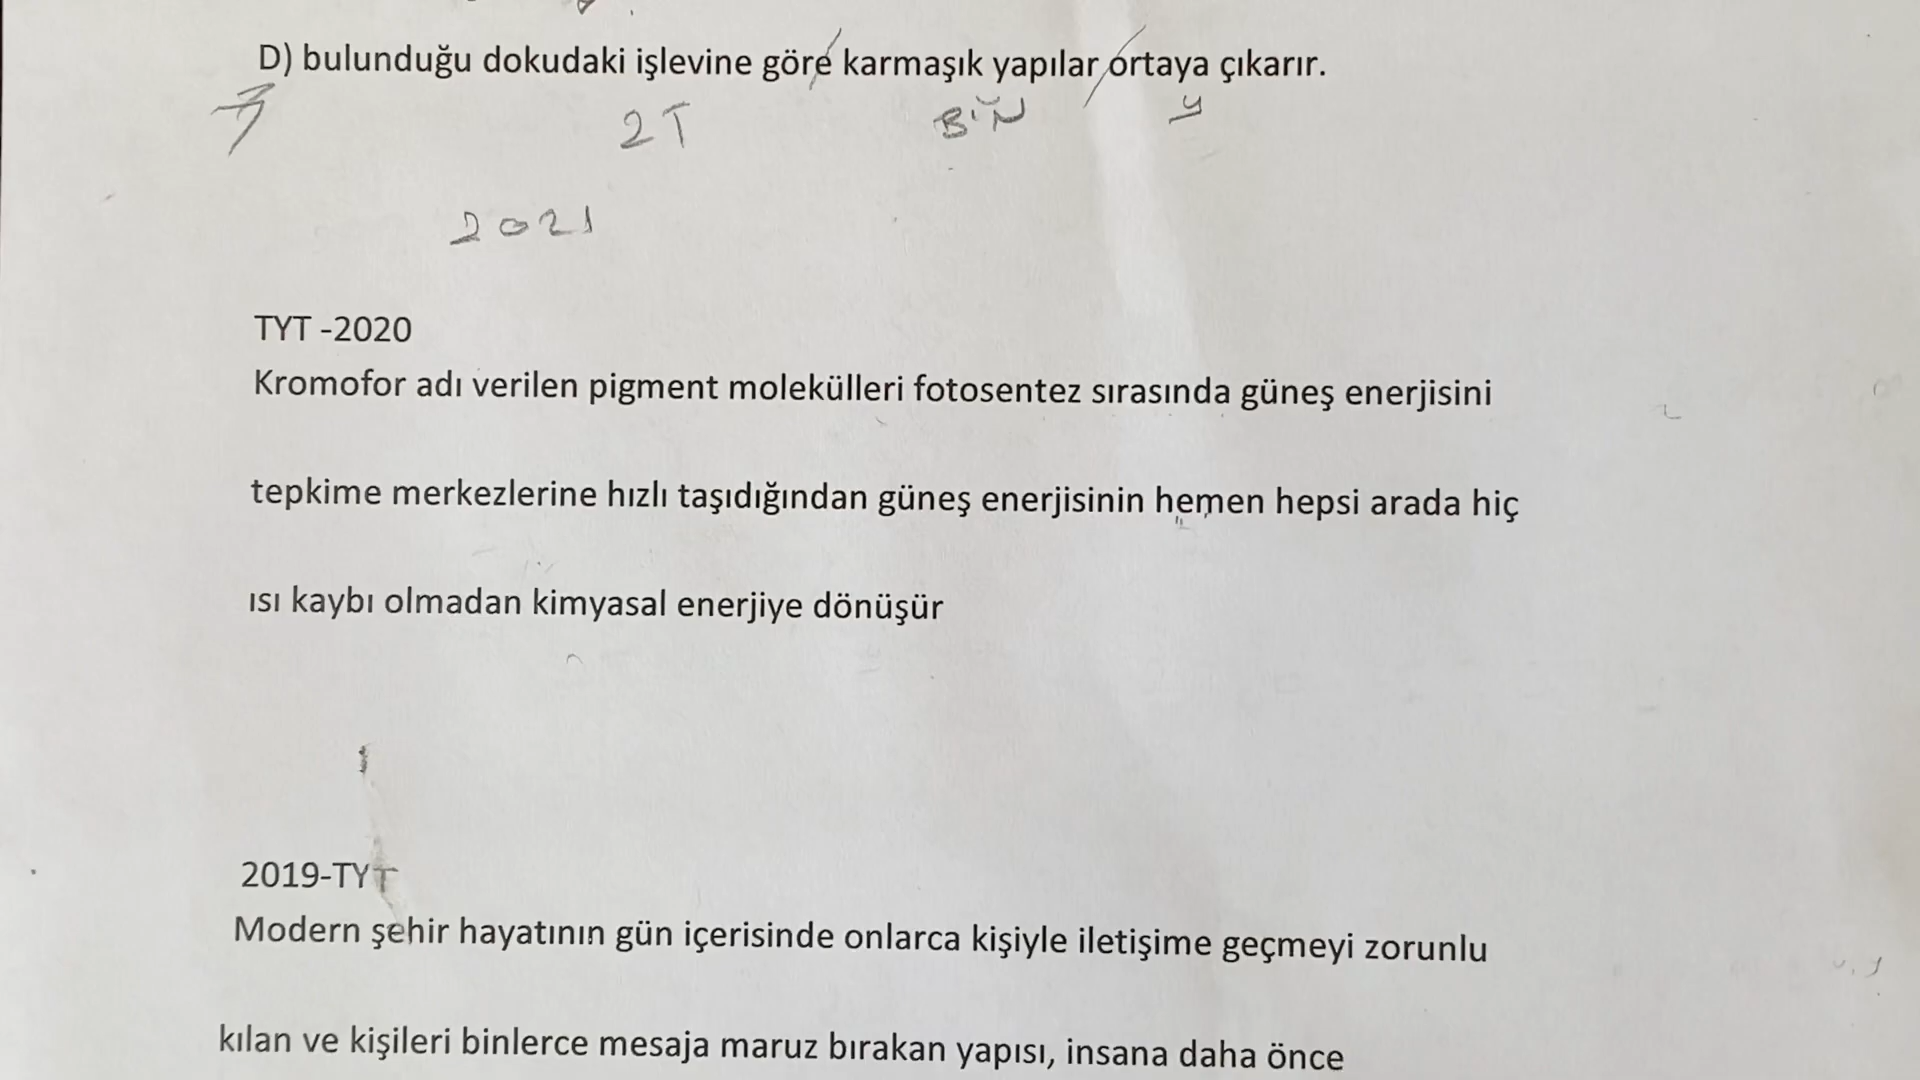 D) bulunduğu dokudaki işlevine göre karmaşık yapılar ortaya çıkarır.
ZT BİN Y
2021
TYT -2020
Kromofor adı verilen pigment molekülleri fotosentez sırasında güneş enerjisini
tepkime merkezlerine hızlı taşıdığından güneş enerjisinin hemen hepsi arada hiç
ısı kaybı olmadan kimyasal enerjiye dönüşür
2019-TYT
Modern şehir hayatının gün içerisinde onlarca kişiyle iletişime geçmeyi zorunlu
kılan ve kişileri binlerce mesaja maruz bırakan yapısı, insana daha önce